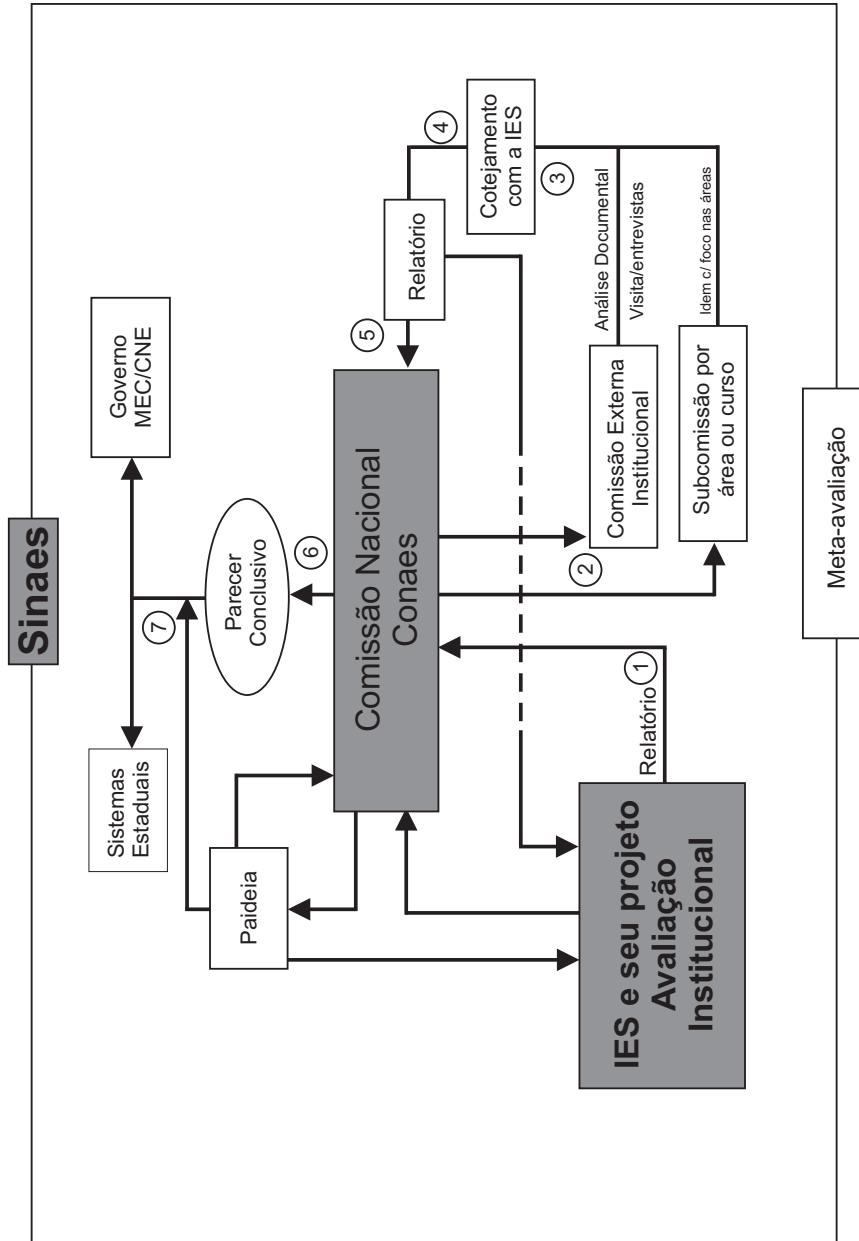 Sinaes
Sistemas
Estaduais
Governo
MEC/CNE
7
Parecer
Conclusivo
Paideia
6
5
Relatório
4
Comissão Nacional
Conaes
Cotejamento
com a IES
3
Análise Documental
Visita/entrevistas
Idem c/ foco nas áreas
2
Comissão Externa
Institucional
Subcomissão por
área ou curso
Relatório
1
IES e seu projeto
Avaliação
Institucional
Meta-avaliação